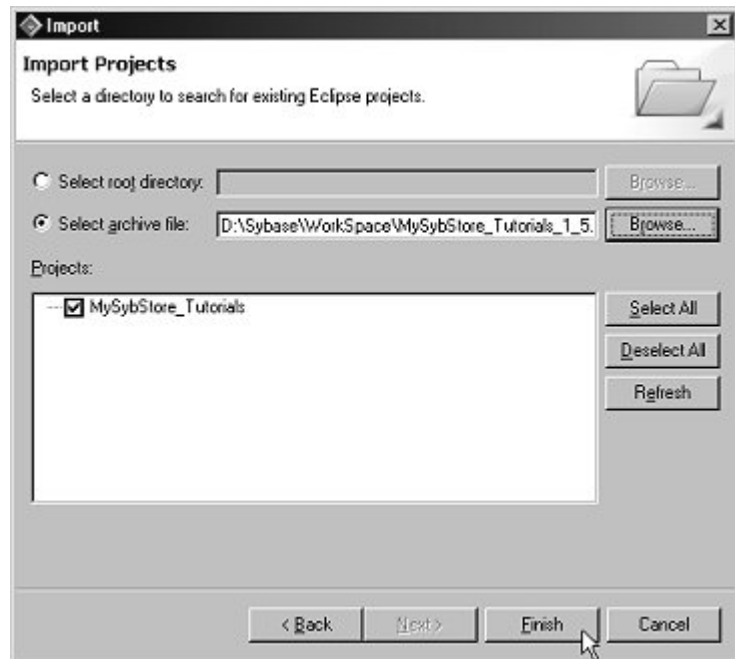 Import
Import Projects
Select a directory to search for existing Eclipse projects.
Select root directory:
Browse...
Select archive file:
D:\Sybase\WorkSpace\MySybStore_Tutorials_1_5.
Browse...
Projects:
MySybStore_Tutorials
Select All
Deselect All
Refresh
< Back
Next >
Finish
Cancel